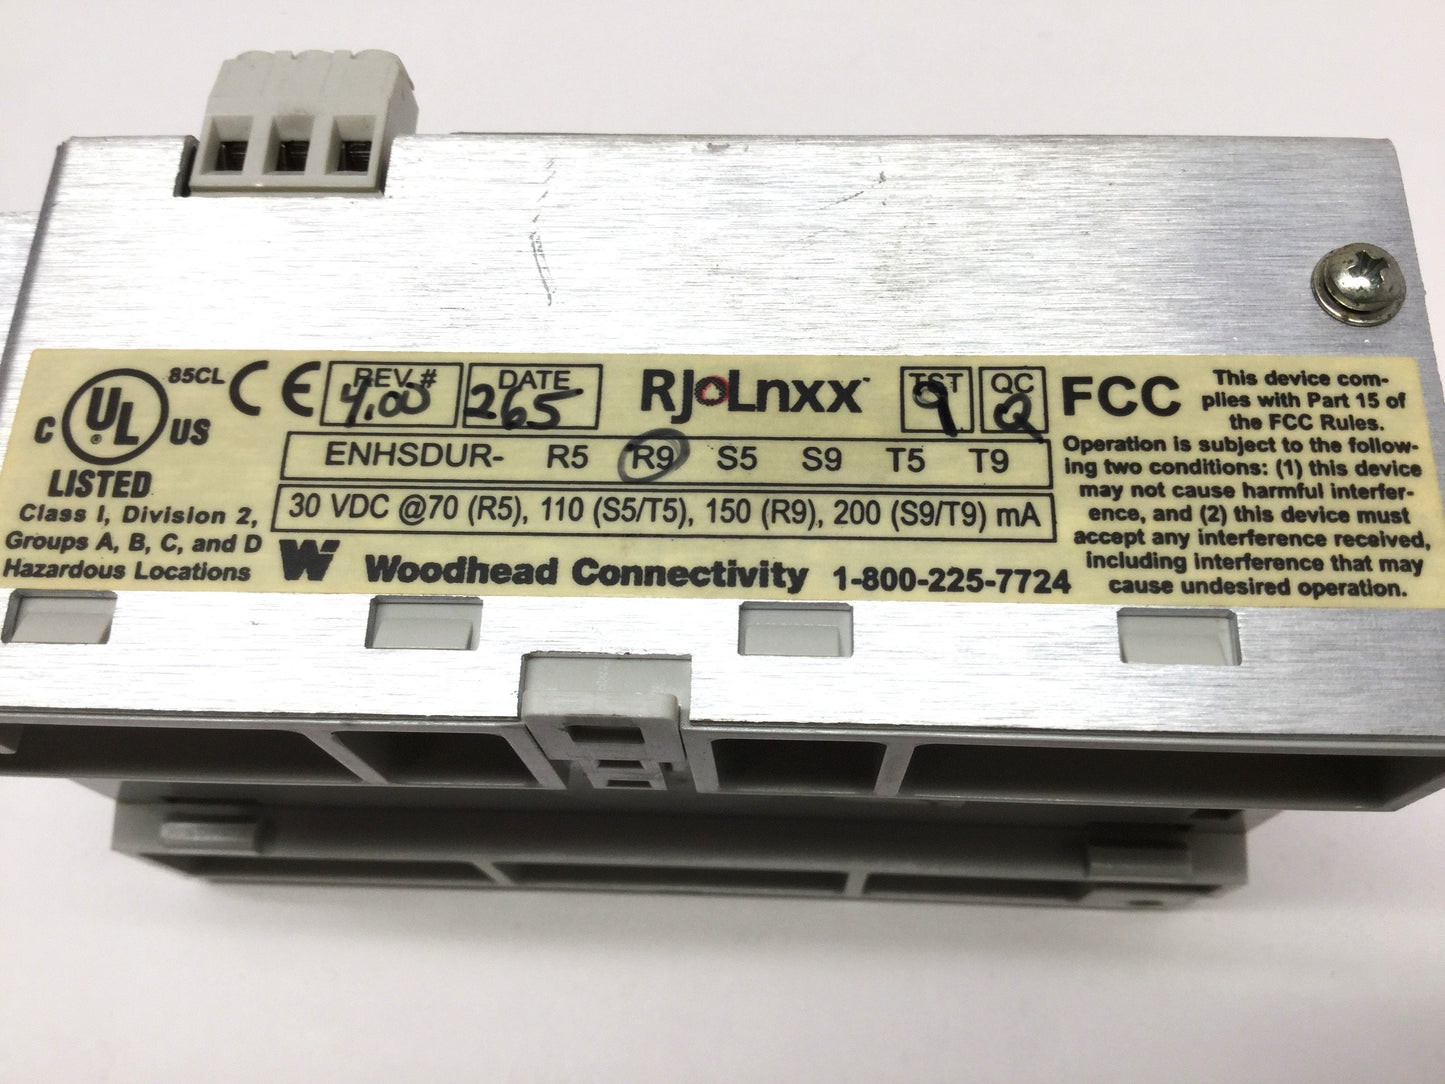 C UL US 85CL
®
LISTED
Class I, Division 2,
Groups A, B, C, and D
Hazardous Locations
CE
REV.#
4.00
DATE
265
RJLnxx™
TST
9
QC
Q
ENHSDUR- R5 R9 S5 S9 T5 T9
30 VDC @70 (R5), 110 (S5/T5), 150 (R9), 200 (S9/T9) mA
W Woodhead Connectivity 1-800-225-7724
FCC
This device com-
plies with Part 15 of
the FCC Rules.
Operation is subject to the follow-
ing two conditions: (1) this device
may not cause harmful interfer-
ence, and (2) this device must
accept any interference received,
including interference that may
cause undesired operation.